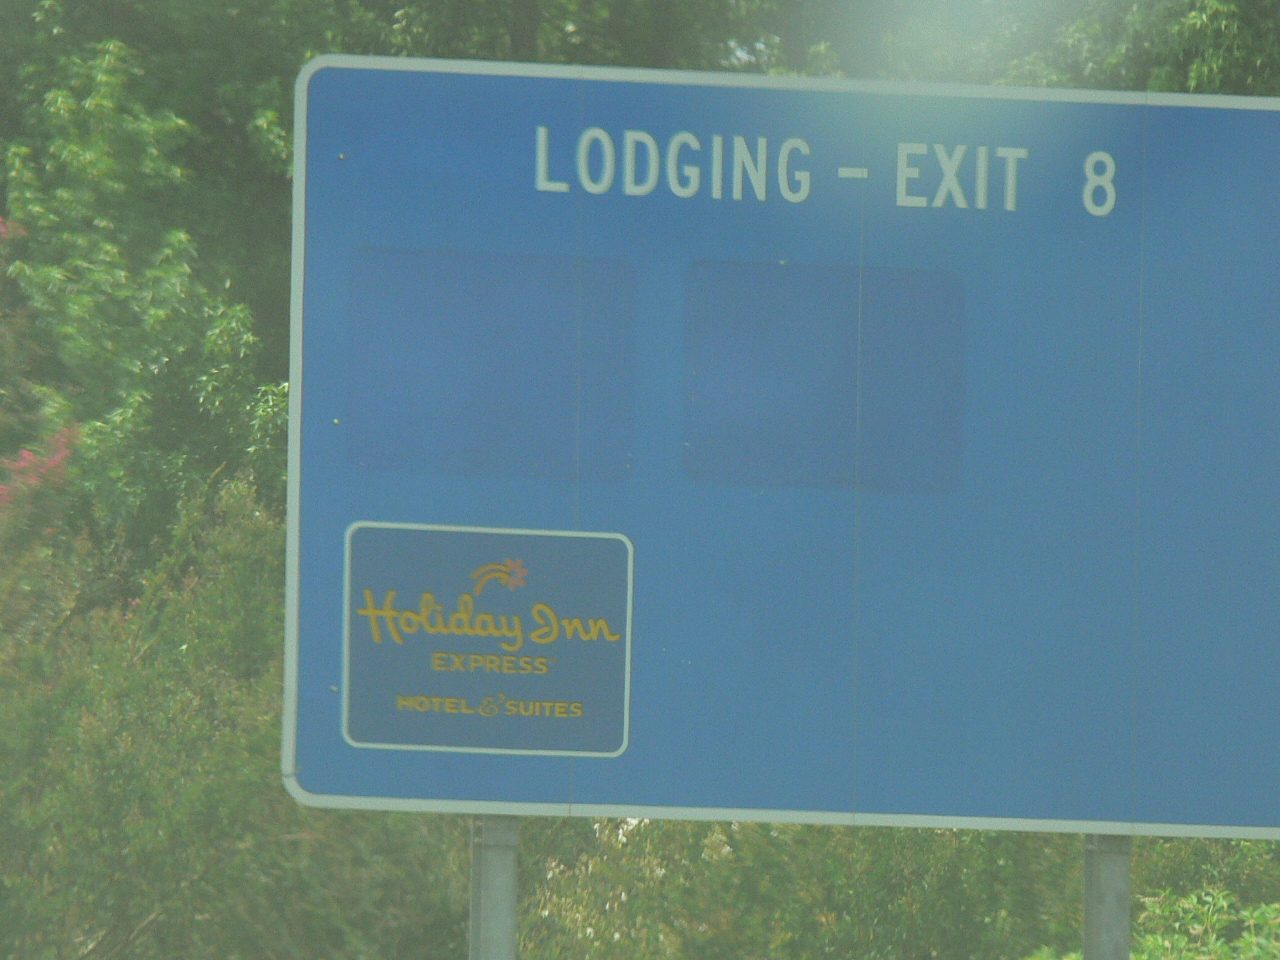 LODGING - EXIT 8
Holiday Inn
EXPRESS
HOTEL & SUITES